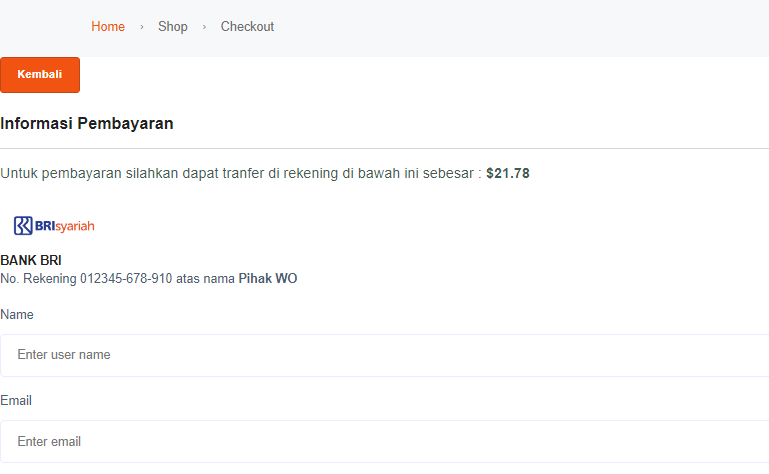 Home › Shop › Checkout
Kembali
Informasi Pembayaran
Untuk pembayaran silahkan dapat tranfer di rekening di bawah ini sebesar : $21.78
BRIsyariah
BANK BRI
No. Rekening 012345-678-910 atas nama Pihak WO
Name
Enter user name
Email
Enter email